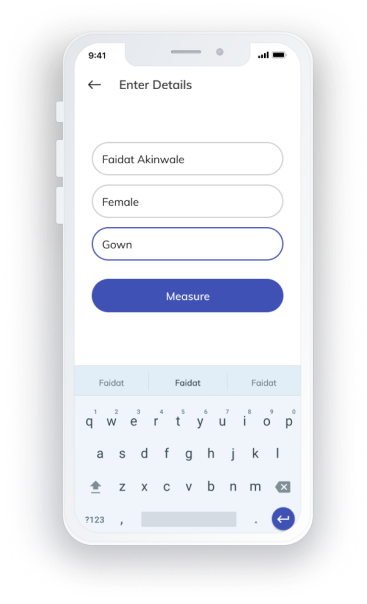 9:41
Enter Details
Faidat Akinwale
Female
Gown
Measure
Faidat Faidat Faidat
1 2 3 4 5 6 7 8 9 0
q w e r t y u i o p
a s d f g h j k l
z x c v b n m
?123 , .